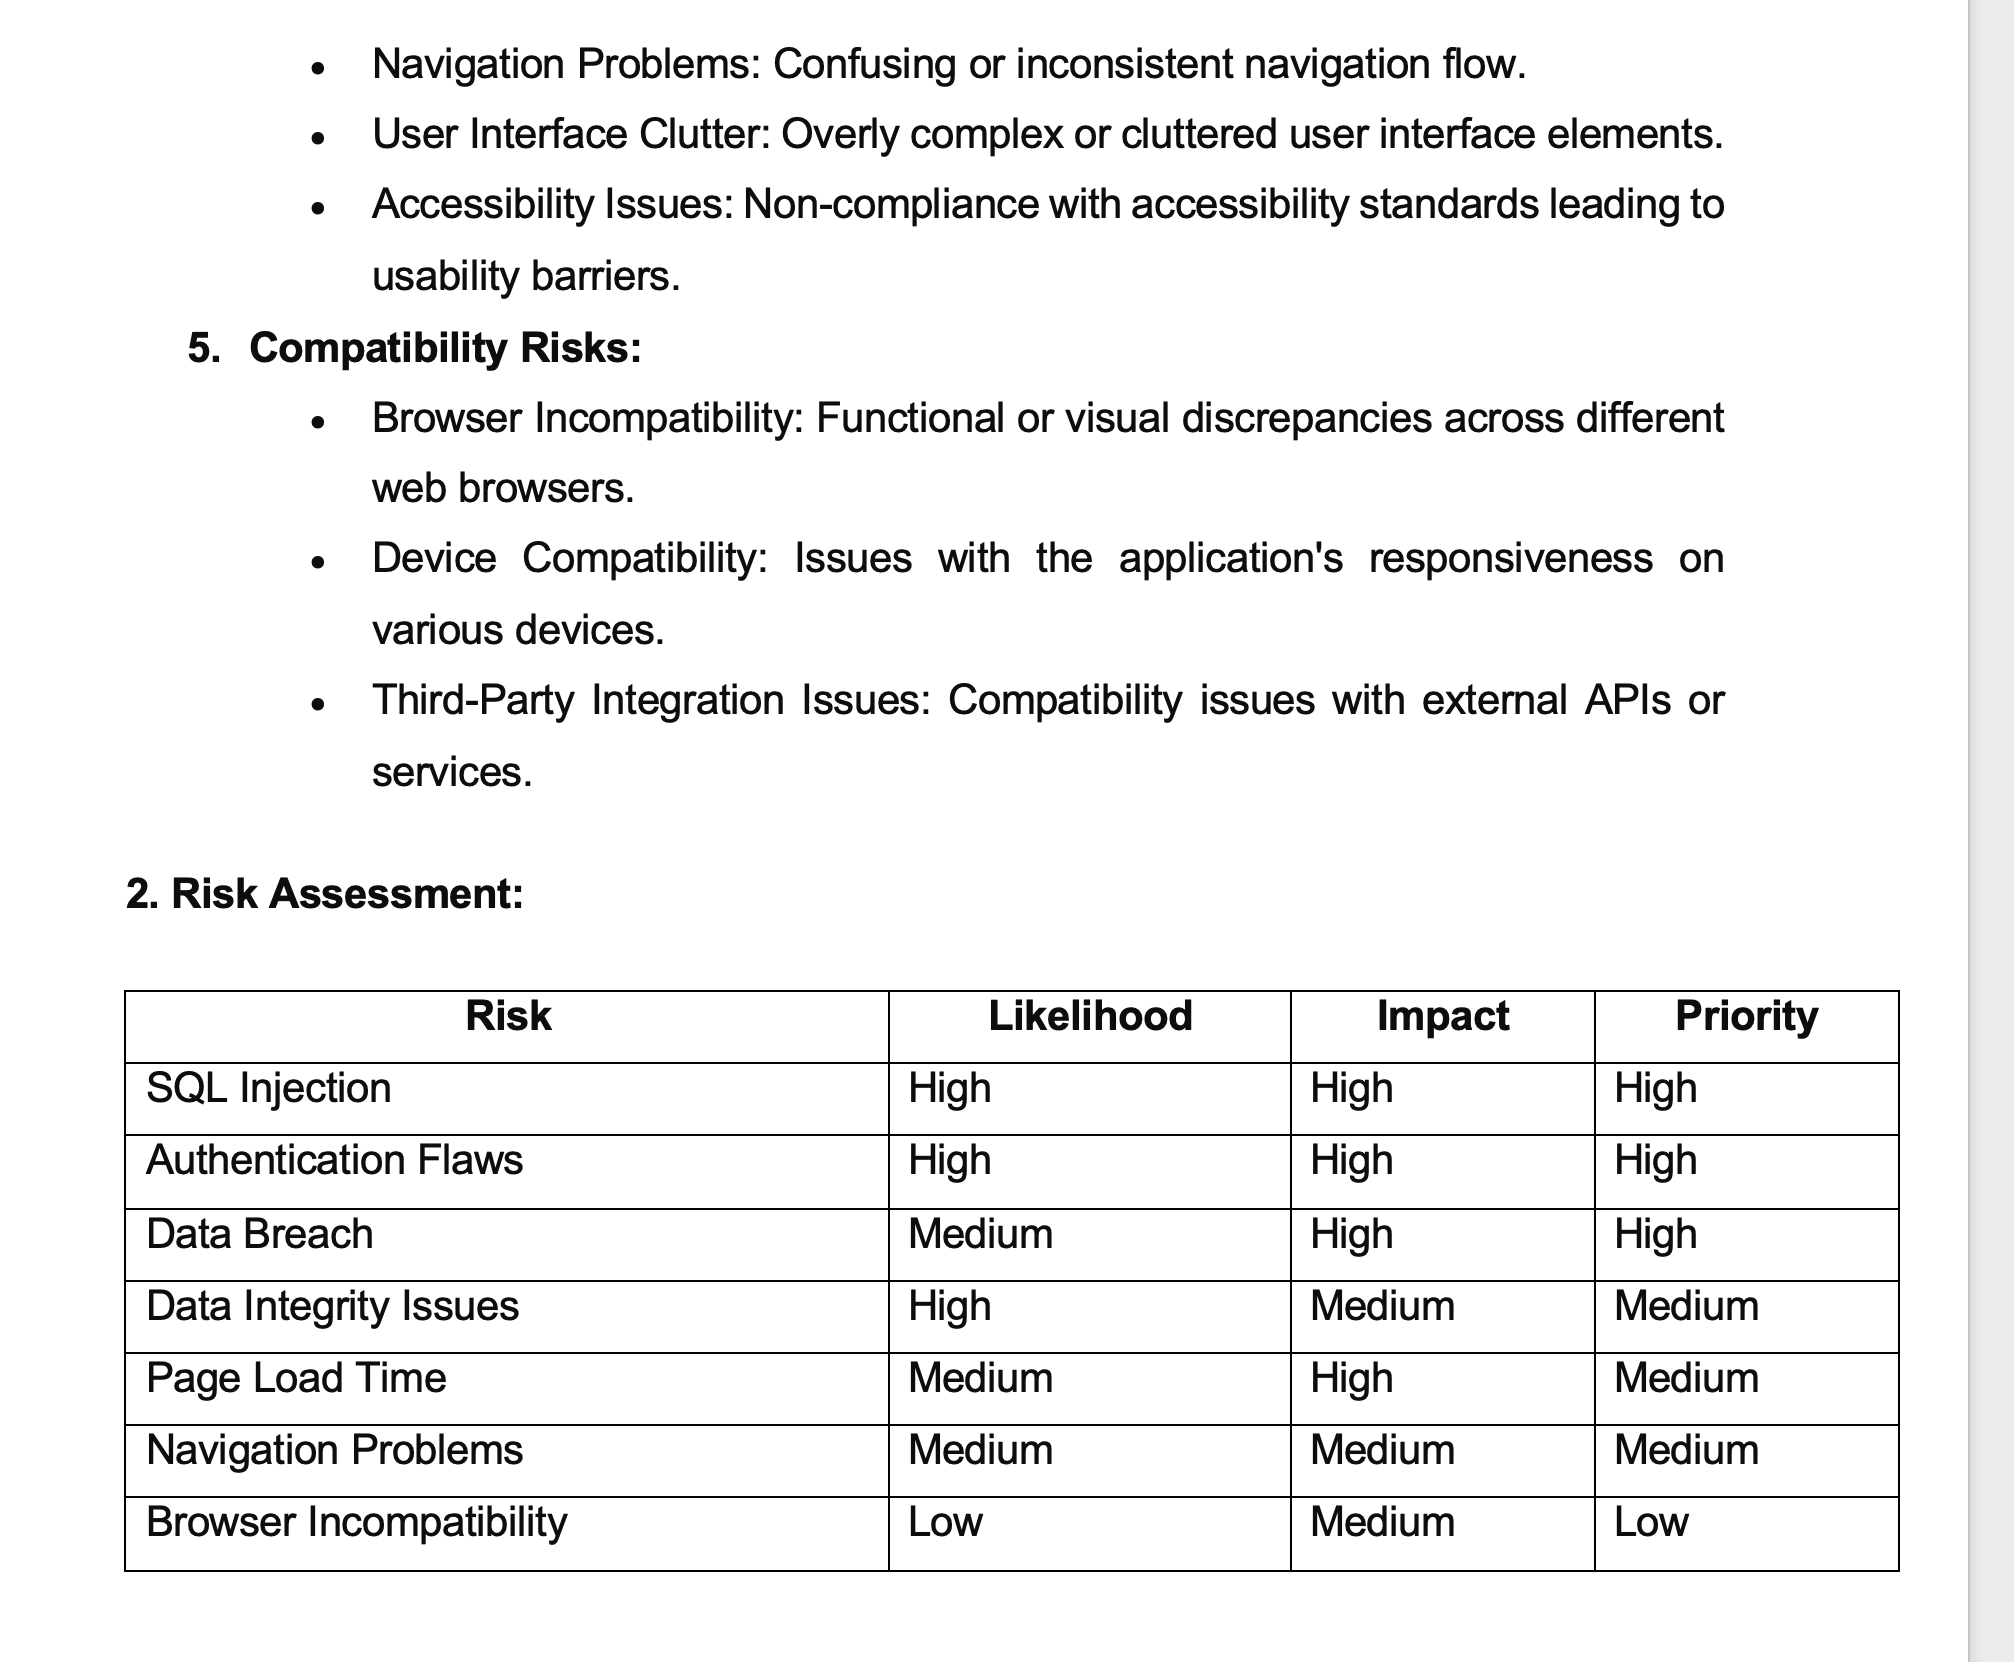 • Navigation Problems: Confusing or inconsistent navigation flow.
• User Interface Clutter: Overly complex or cluttered user interface elements.
• Accessibility Issues: Non-compliance with accessibility standards leading to
usability barriers.
5. Compatibility Risks:
• Browser Incompatibility: Functional or visual discrepancies across different
web browsers.
• Device Compatibility: Issues with the application's responsiveness on
various devices.
• Third-Party Integration Issues: Compatibility issues with external APIs or
services.
2. Risk Assessment:
Risk Likelihood Impact Priority
SQL Injection High High High
Authentication Flaws High High High
Data Breach Medium High High
Data Integrity Issues High Medium Medium
Page Load Time Medium High Medium
Navigation Problems Medium Medium Medium
Browser Incompatibility Low Medium Low